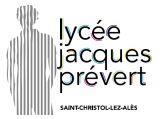 lycée
jacques
prévert
SAINT-CHRISTOL-LEZ-ALÈS